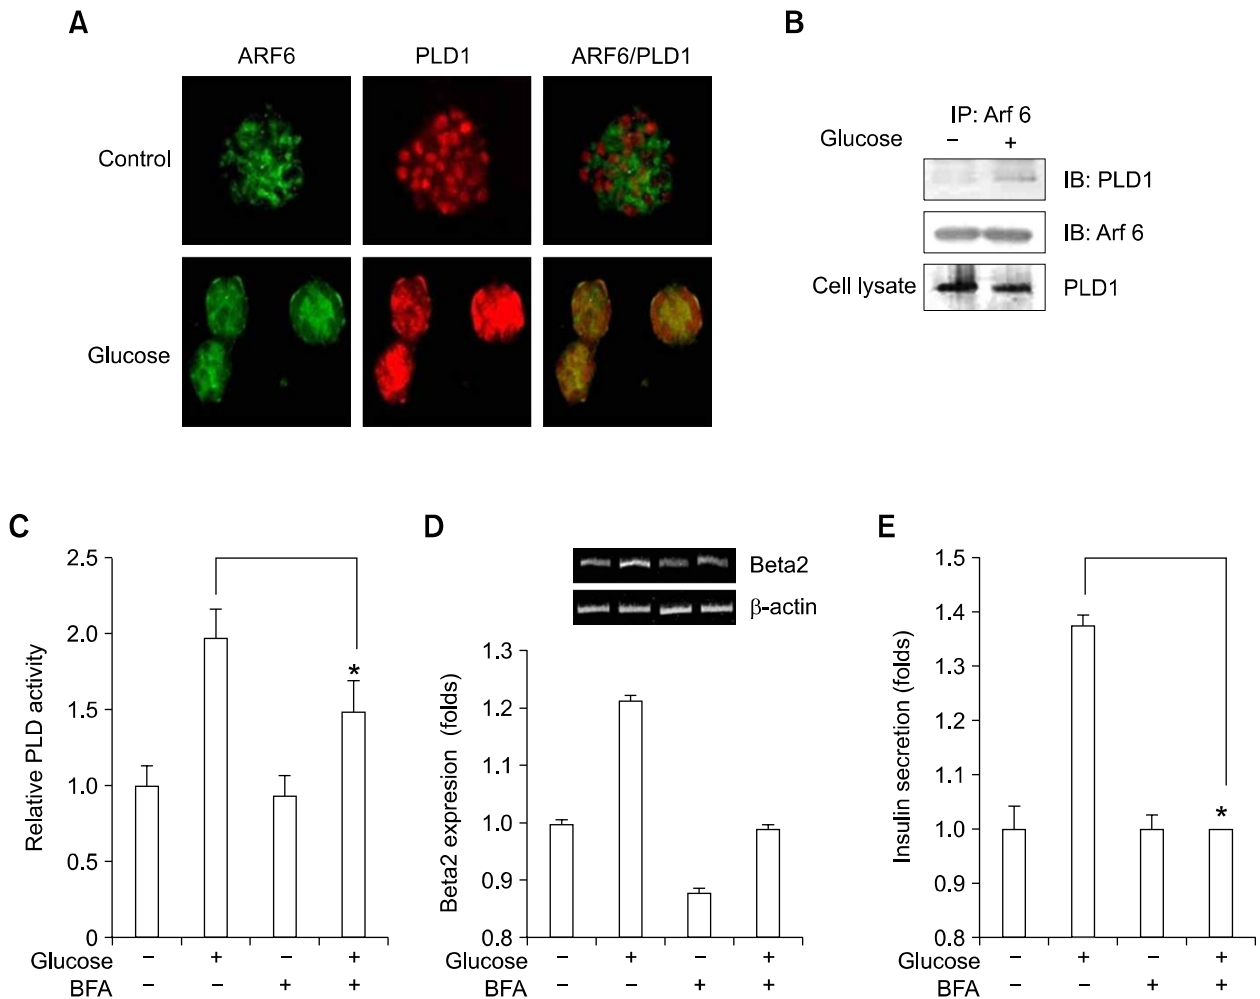 A
ARF6 PLD1 ARF6/PLD1
Control
Glucose
B
IP: Arf 6
Glucose − +
IB: PLD1
IB: Arf 6
Cell lysate PLD1
C
Relative PLD activity
2.5
2.0
1.5
1.0
0.5
0
*
Glucose − + − +
BFA − − + +
D
Beta2
β-actin
Beta2 expresion (folds)
1.3
1.2
1.1
1.0
0.9
0.8
Glucose − + − +
BFA − − + +
E
Insulin secretion (folds)
1.5
1.4
1.3
1.2
1.1
1.0
0.9
0.8
*
Glucose − + − +
BFA − − + +